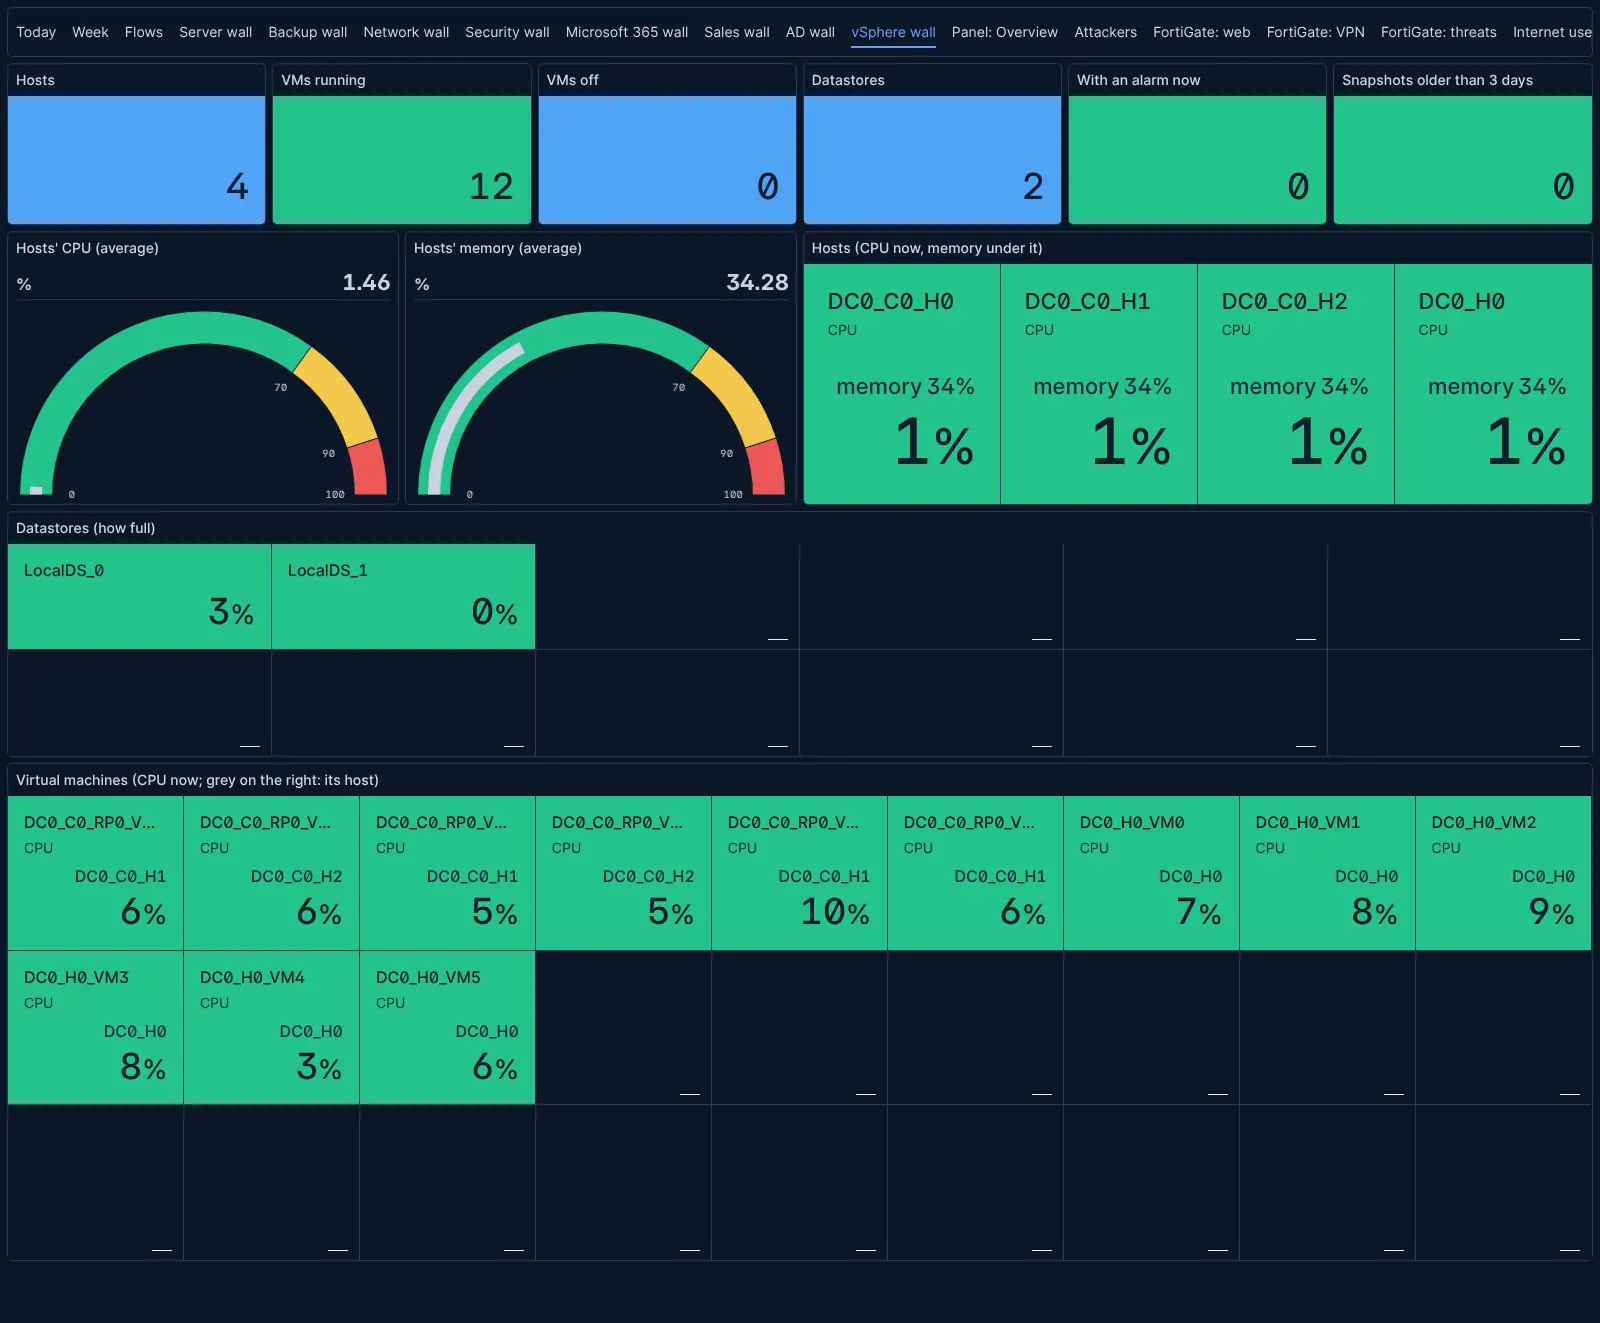 Today Week Flows Server wall Backup wall Network wall Security wall Microsoft 365 wall Sales wall AD wall vSphere wall Panel: Overview Attackers FortiGate: web FortiGate: VPN FortiGate: threats Internet use
Hosts
4
VMs running
12
VMs off
0
Datastores
2
With an alarm now
0
Snapshots older than 3 days
0
Hosts' CPU (average)
% 1.46
70
90
0 100
Hosts' memory (average)
% 34.28
70
90
0 100
Hosts (CPU now, memory under it)
DC0_C0_H0
CPU
memory 34%
1%
DC0_C0_H1
CPU
memory 34%
1%
DC0_C0_H2
CPU
memory 34%
1%
DC0_H0
CPU
memory 34%
1%
Datastores (how full)
LocalDS_0
3%
LocalDS_1
0%
Virtual machines (CPU now; grey on the right: its host)
DC0_C0_RP0_V...
CPU
DC0_C0_H1
6%
DC0_C0_RP0_V...
CPU
DC0_C0_H2
6%
DC0_C0_RP0_V...
CPU
DC0_C0_H1
5%
DC0_C0_RP0_V...
CPU
DC0_C0_H2
5%
DC0_C0_RP0_V...
CPU
DC0_C0_H1
10%
DC0_C0_RP0_V...
CPU
DC0_C0_H1
6%
DC0_H0_VM0
CPU
DC0_H0
7%
DC0_H0_VM1
CPU
DC0_H0
8%
DC0_H0_VM2
CPU
DC0_H0
9%
DC0_H0_VM3
CPU
DC0_H0
8%
DC0_H0_VM4
CPU
DC0_H0
3%
DC0_H0_VM5
CPU
DC0_H0
6%